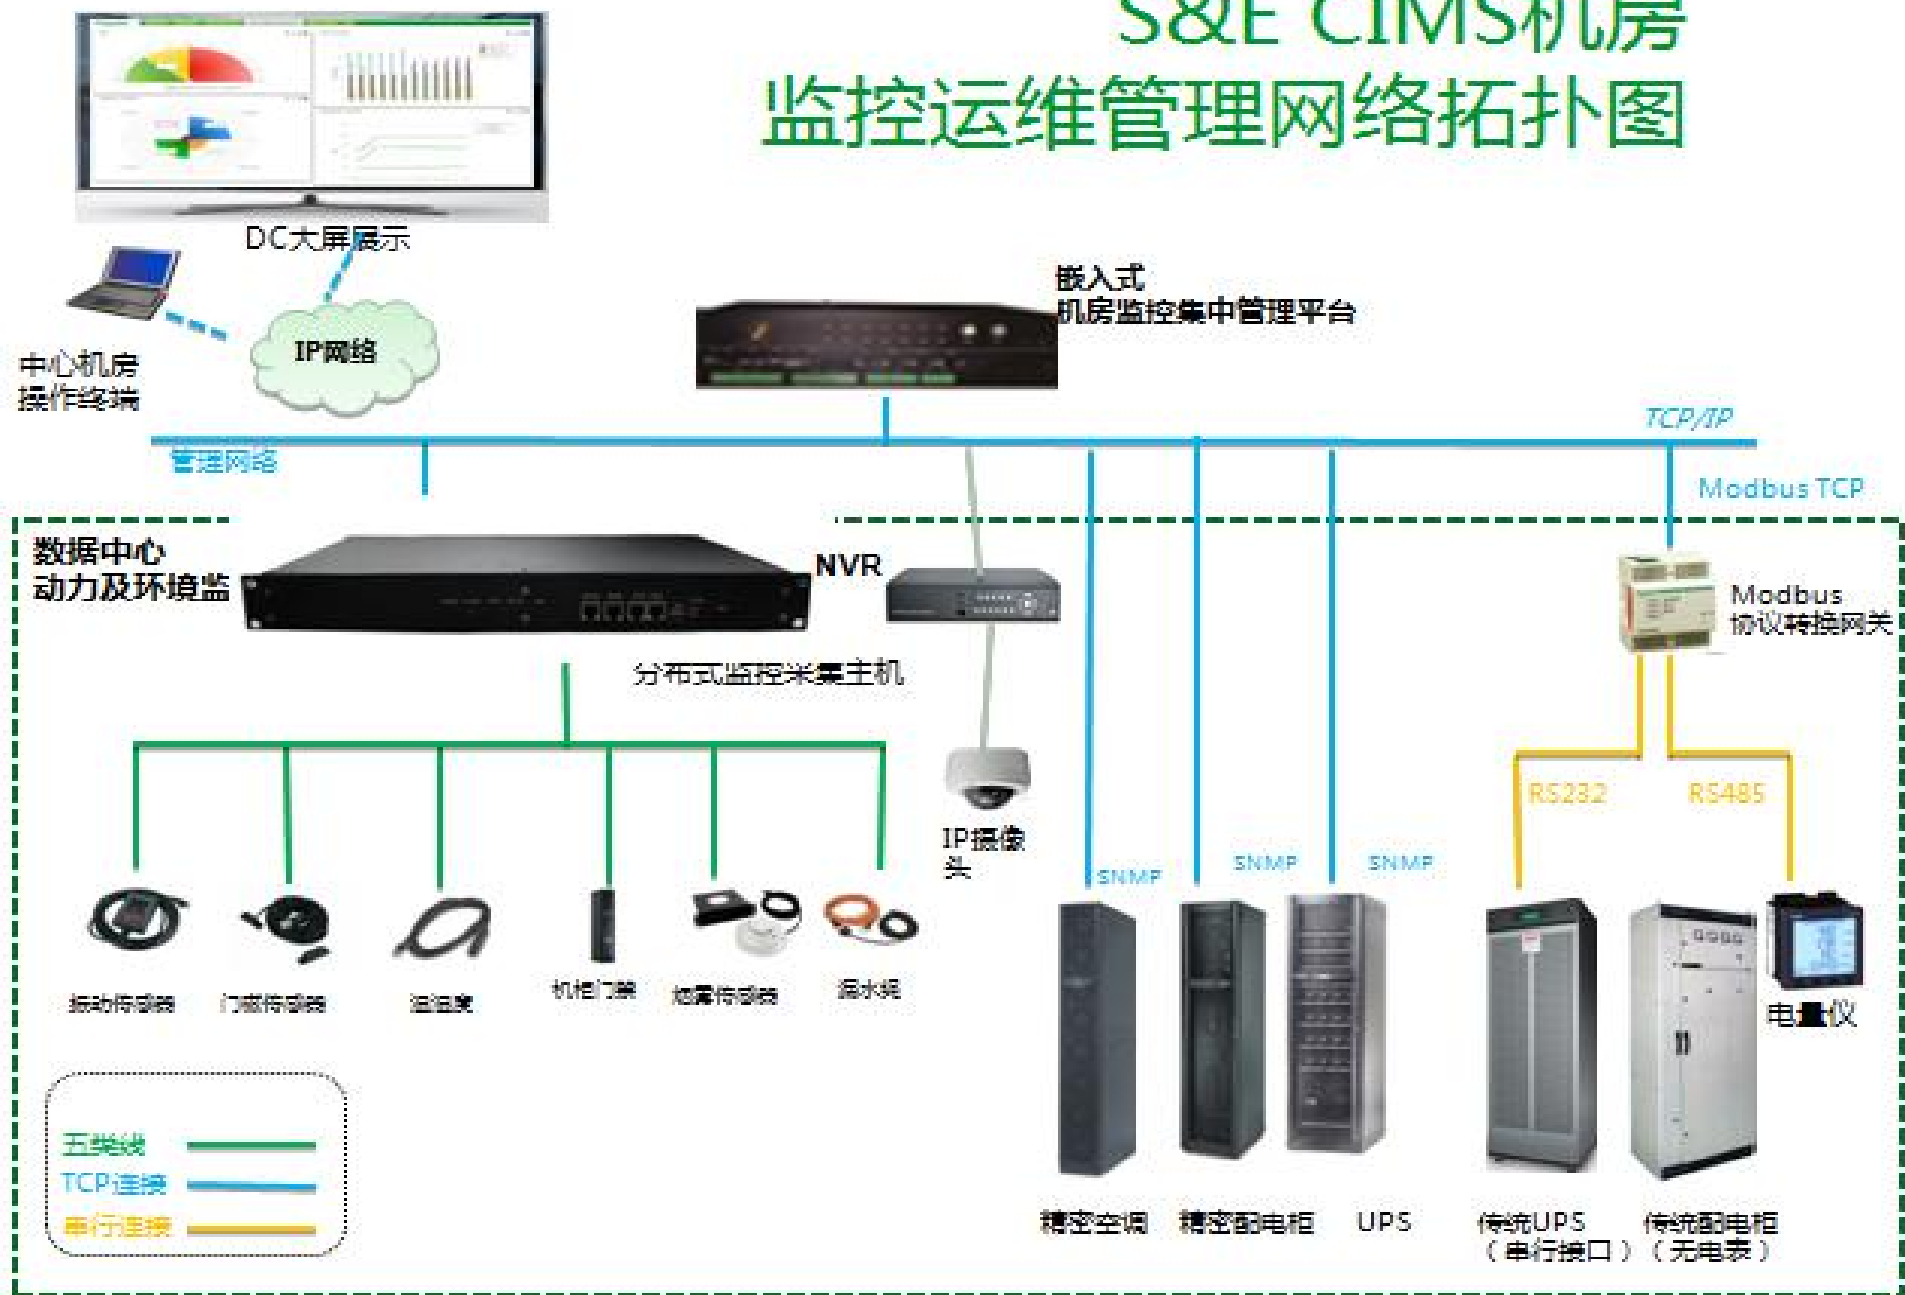 S&E CIMS机房
监控运维管理网络拓扑图
DC大屏展示
中心机房
操作终端
IP网络
嵌入式
机房监控集中管理平台
TCP/IP
管理网络
Modbus TCP
数据中心
动力及环境监
NVR
Modbus
协议转换网关
分布式监控采集主机
RS232
RS485
IP摄像
头
SNMP
SNMP
SNMP
振动传感器
门磁传感器
温湿度
机柜门禁
烟雾传感器
漏水绳
电量仪
五类线
TCP连接
串行连接
精密空调
精密配电柜
UPS
传统UPS
（串行接口）
传统配电柜
（无电表）